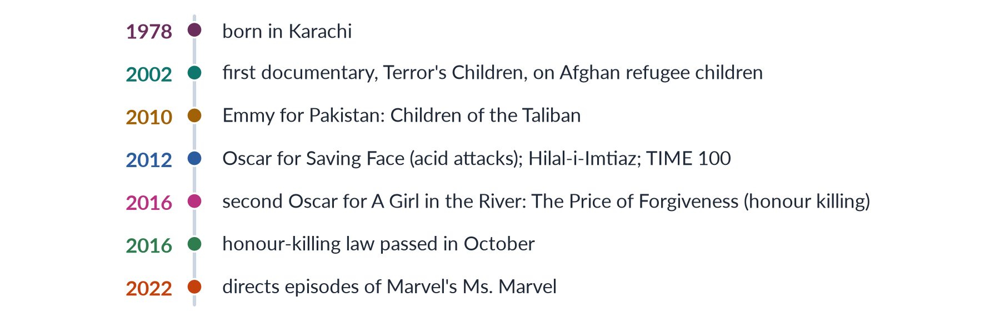 1978 born in Karachi
2002 first documentary, Terror's Children, on Afghan refugee children
2010 Emmy for Pakistan: Children of the Taliban
2012 Oscar for Saving Face (acid attacks); Hilal-i-Imtiaz; TIME 100
2016 second Oscar for A Girl in the River: The Price of Forgiveness (honour killing)
2016 honour-killing law passed in October
2022 directs episodes of Marvel's Ms. Marvel